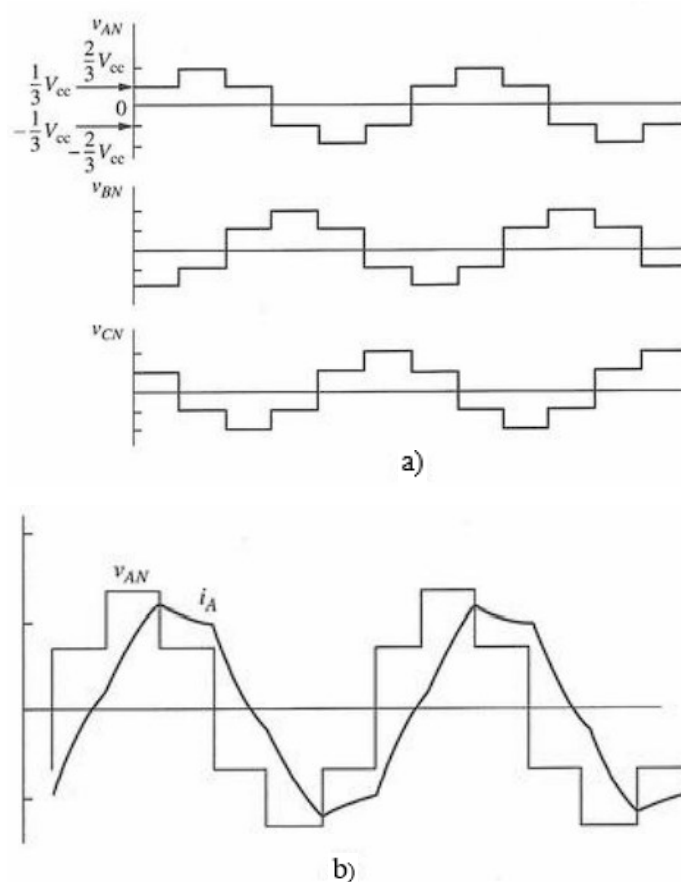 v_AN
2/3 V_cc
1/3 V_cc
0
-1/3 V_cc
-2/3 V_cc
v_BN
v_CN
a)
v_AN
i_A
b)